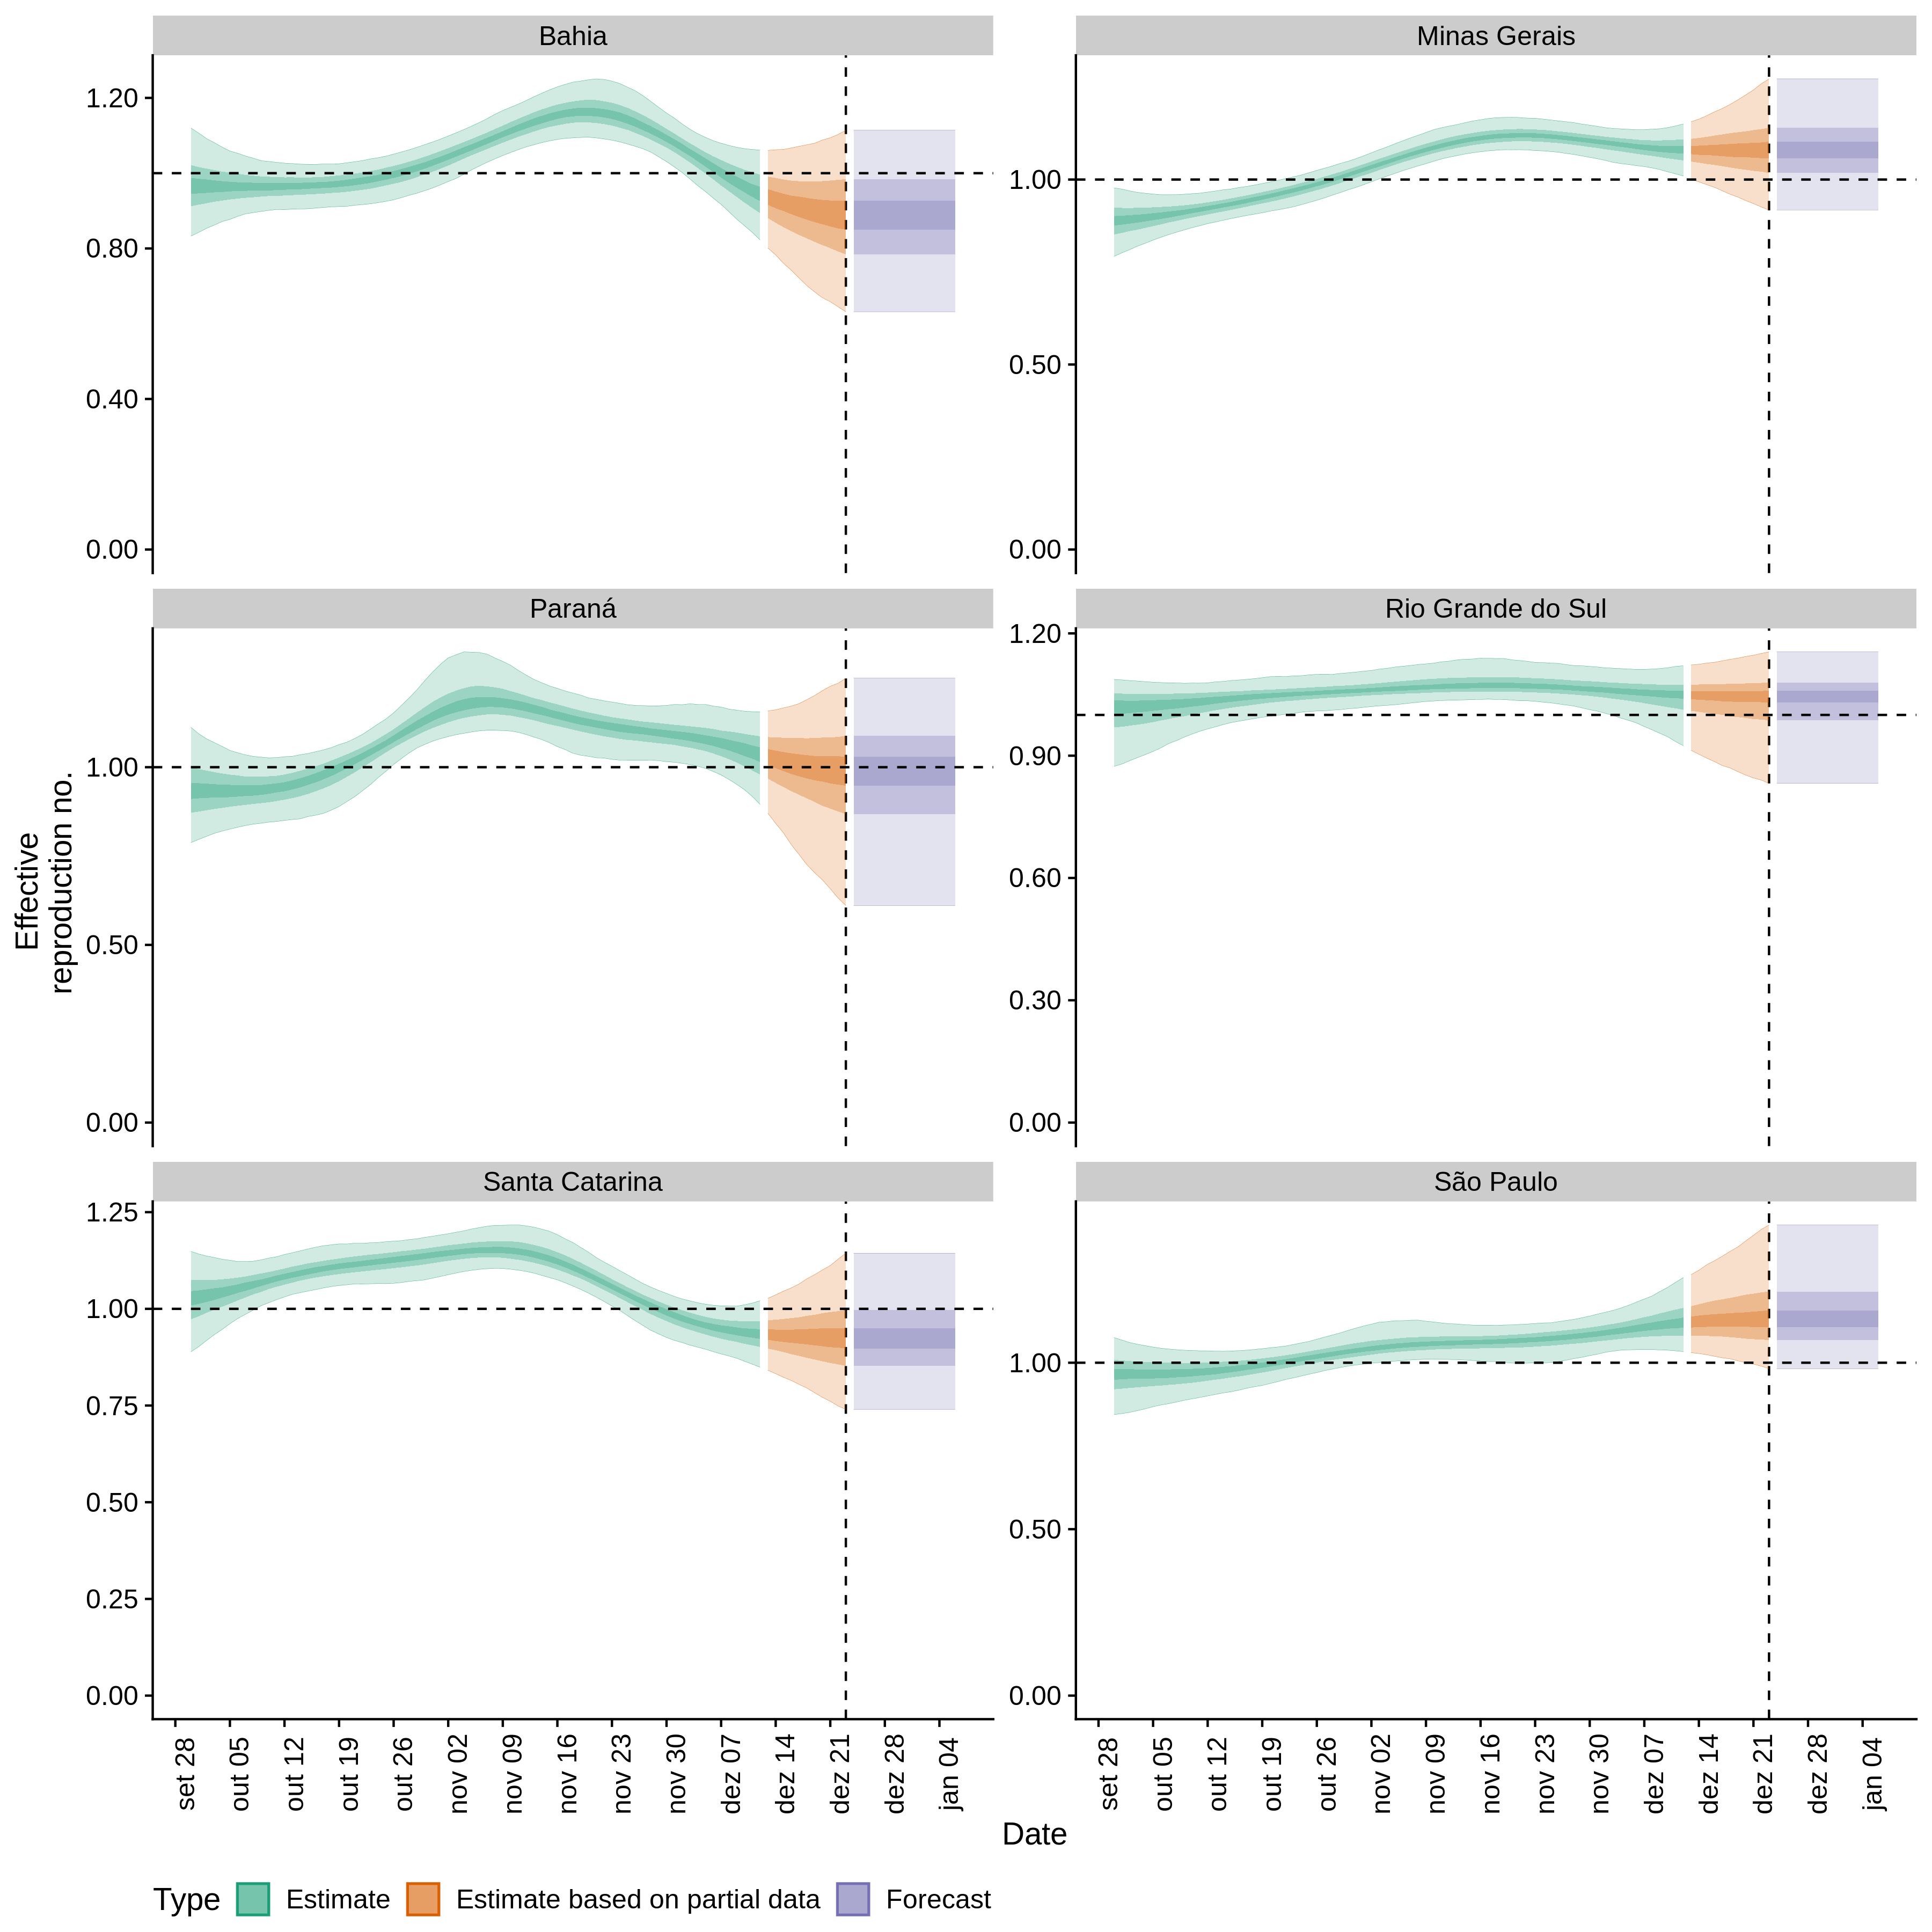 Bahia
Minas Gerais
1.20
0.80
0.40
0.00
1.00
0.50
0.00
Paraná
Rio Grande do Sul
1.00
0.50
0.00
1.20
0.90
0.60
0.30
0.00
Effective
reproduction no.
Santa Catarina
São Paulo
1.25
1.00
0.75
0.50
0.25
0.00
1.00
0.50
0.00
set 28 out 05 out 12 out 19 out 26 nov 02 nov 09 nov 16 nov 23 nov 30 dez 07 dez 14 dez 21 dez 28 jan 04
set 28 out 05 out 12 out 19 out 26 nov 02 nov 09 nov 16 nov 23 nov 30 dez 07 dez 14 dez 21 dez 28 jan 04
Date
Type Estimate Estimate based on partial data Forecast